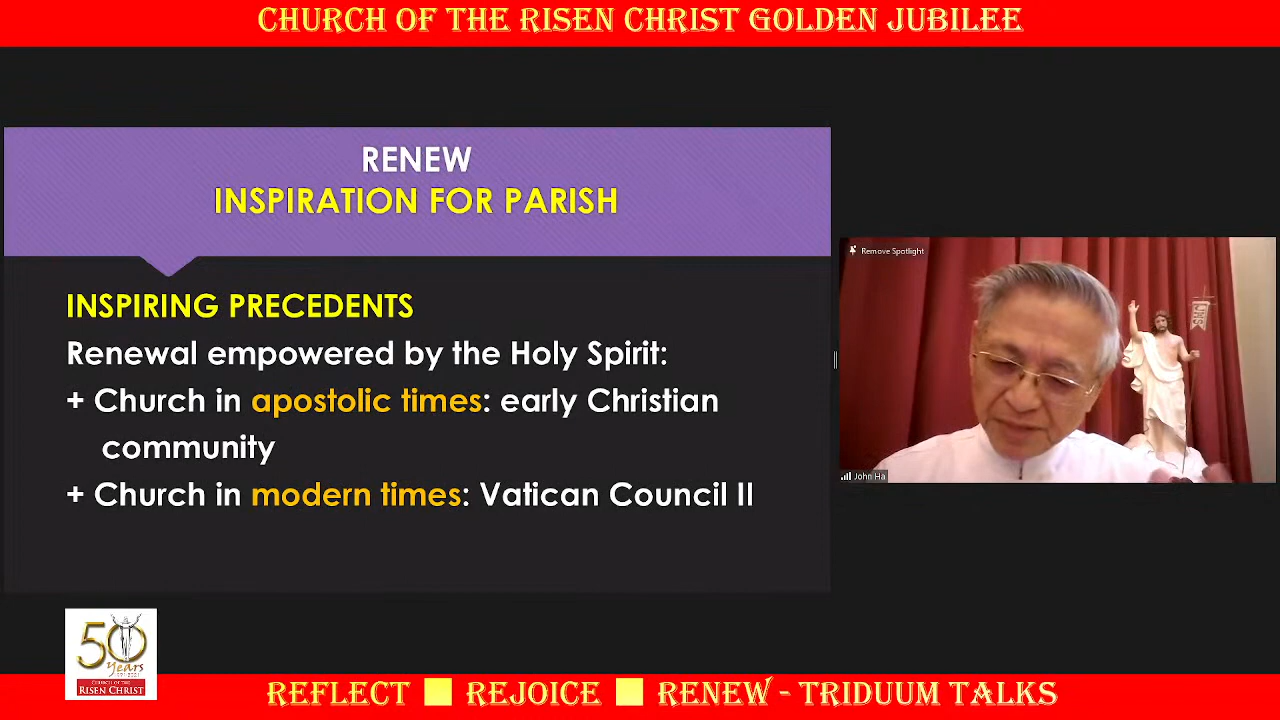 CHURCH OF THE RISEN CHRIST GOLDEN JUBILEE
RENEW
INSPIRATION FOR PARISH
INSPIRING PRECEDENTS
Renewal empowered by the Holy Spirit:
+ Church in apostolic times: early Christian
community
+ Church in modern times: Vatican Council II
Remove Spotlight
John Ha
50
Years
CHURCH OF THE
RISEN CHRIST
REFLECT REJOICE RENEW - TRIDUUM TALKS